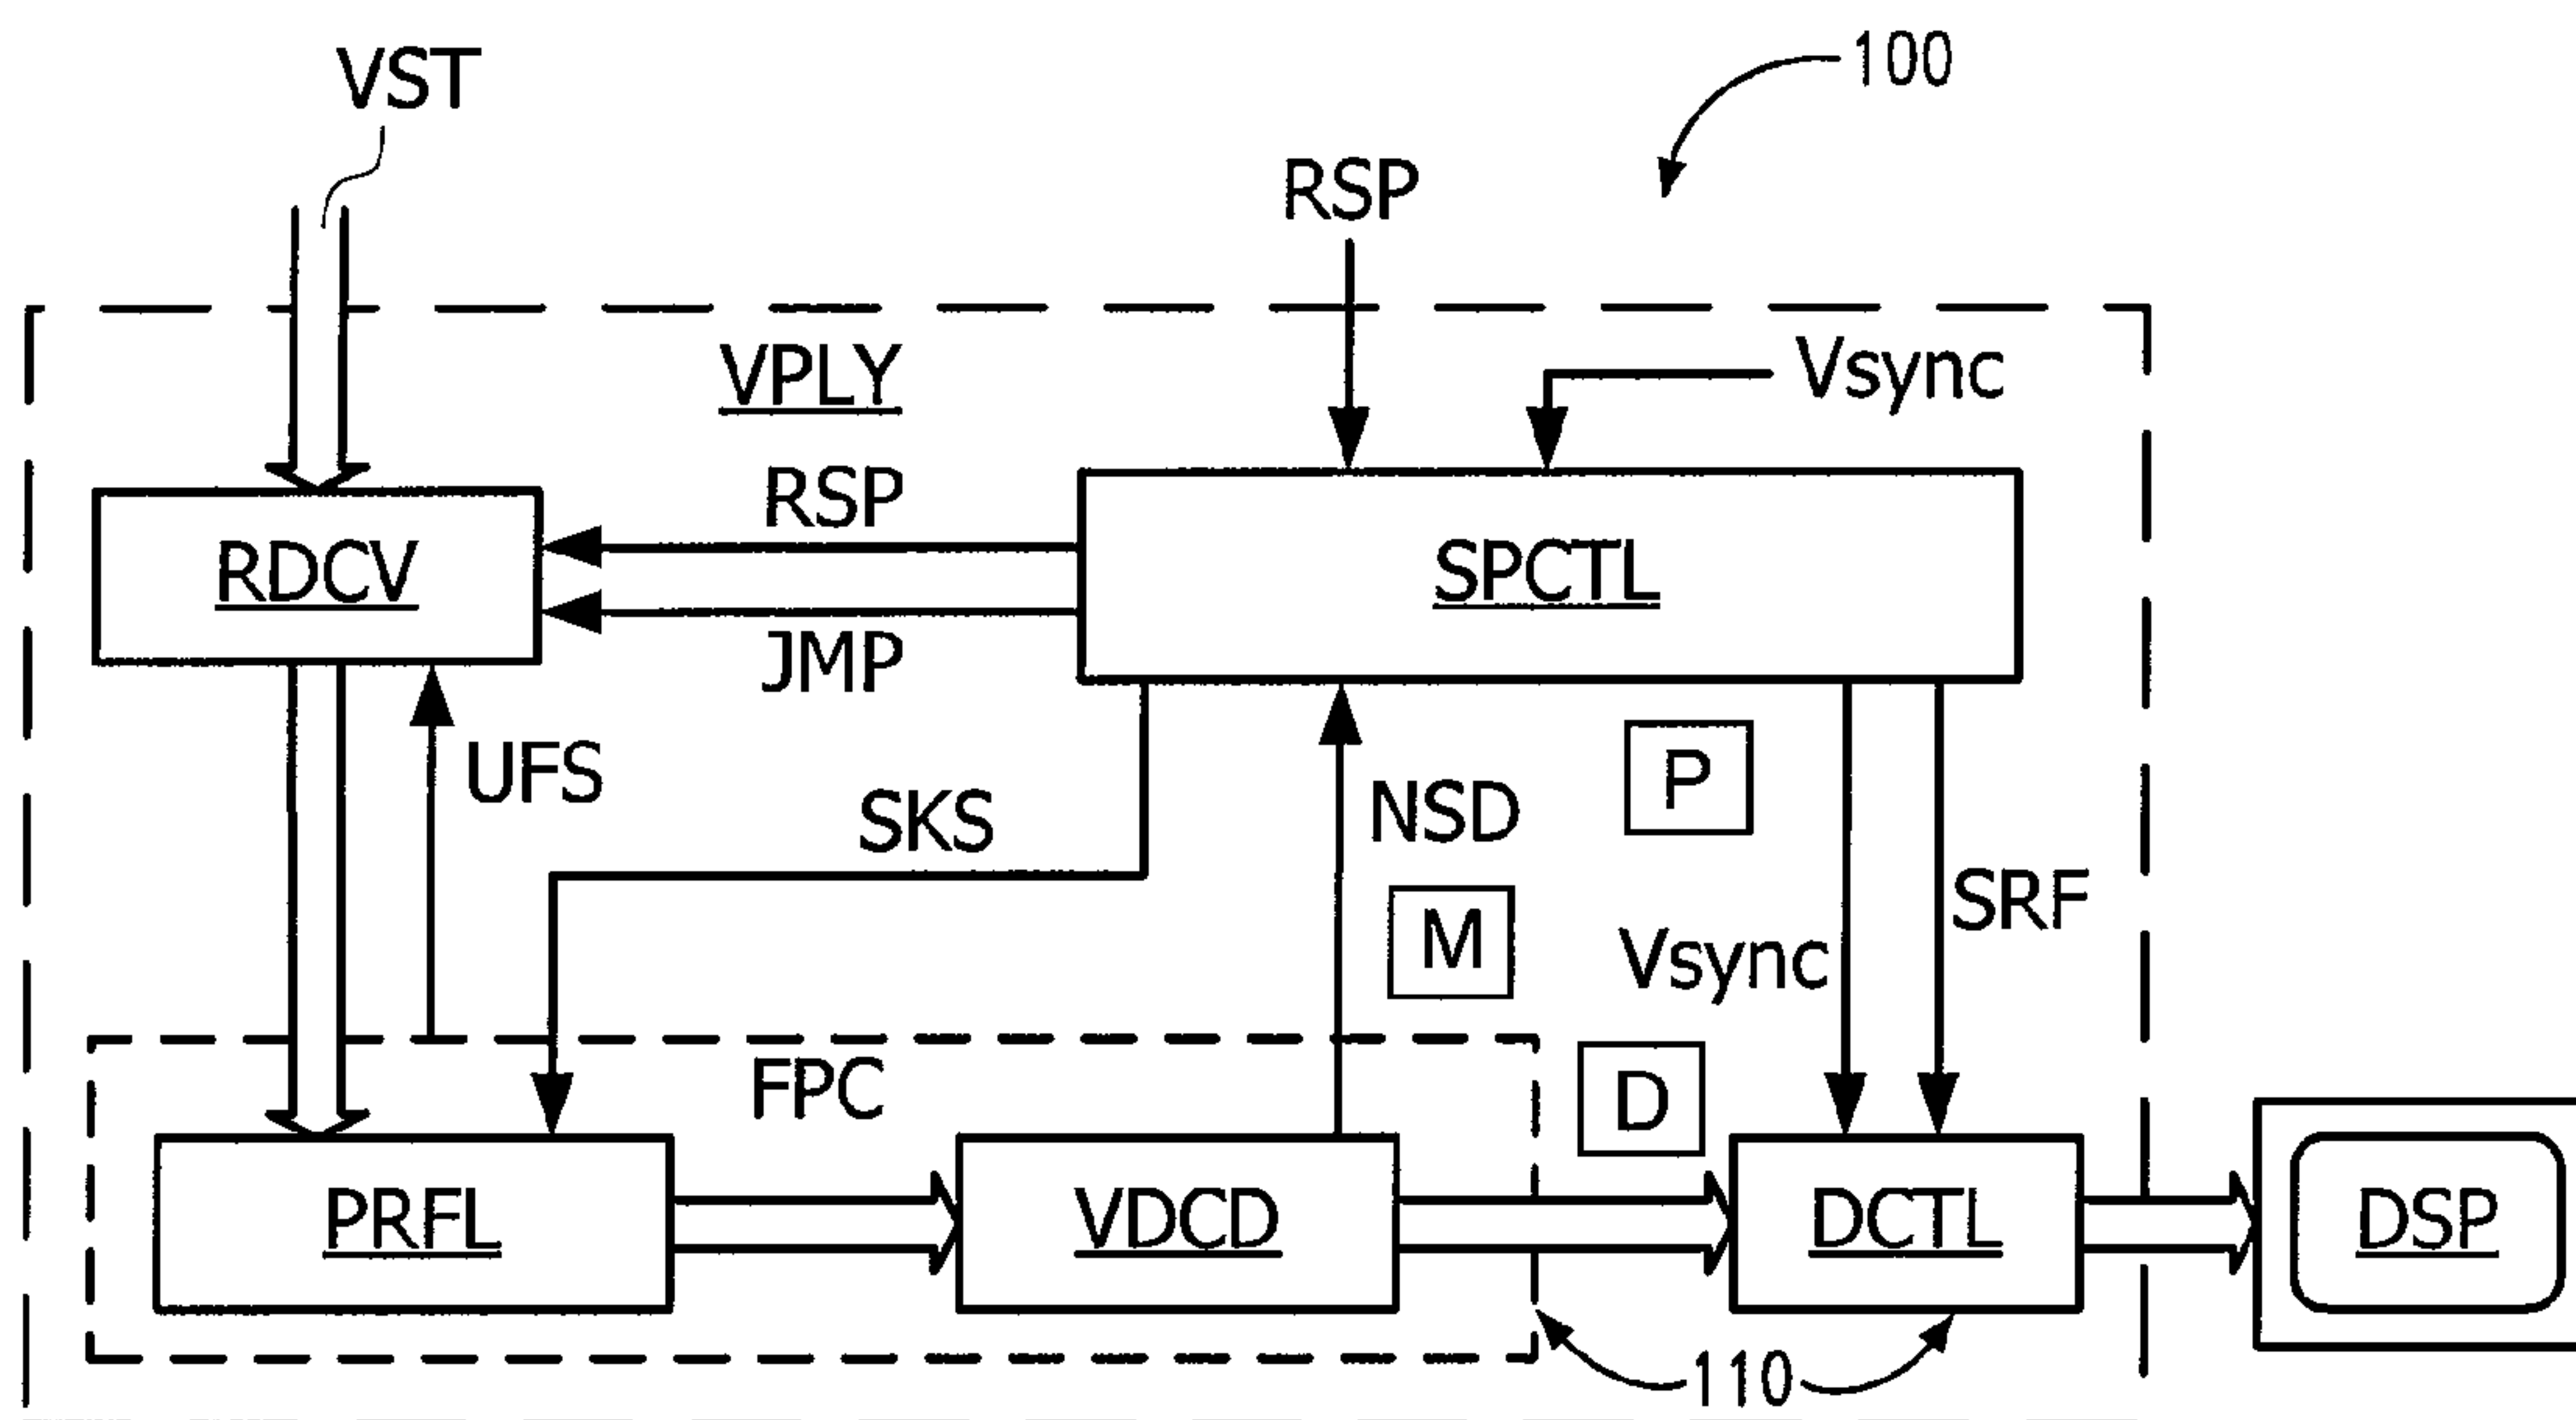 VST
100
RSP
VPLY
Vsync
RSP
RDCV
SPCTL
JMP
UFS
SKS
NSD
P
M
SRF
Vsync
FPC
D
PRFL
VDCD
DCTL
DSP
110